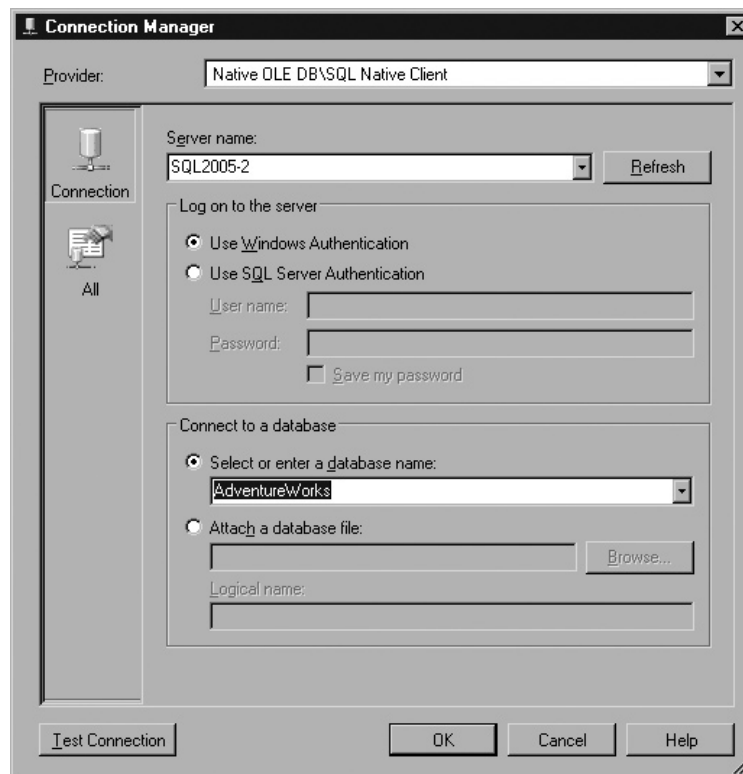 Connection Manager
Provider:
Native OLE DB\SQL Native Client
Connection
All
Server name:
SQL2005-2
Refresh
Log on to the server
Use Windows Authentication
Use SQL Server Authentication
User name:
Password:
Save my password
Connect to a database
Select or enter a database name:
AdventureWorks
Attach a database file:
Browse...
Logical name:
Test Connection
OK
Cancel
Help